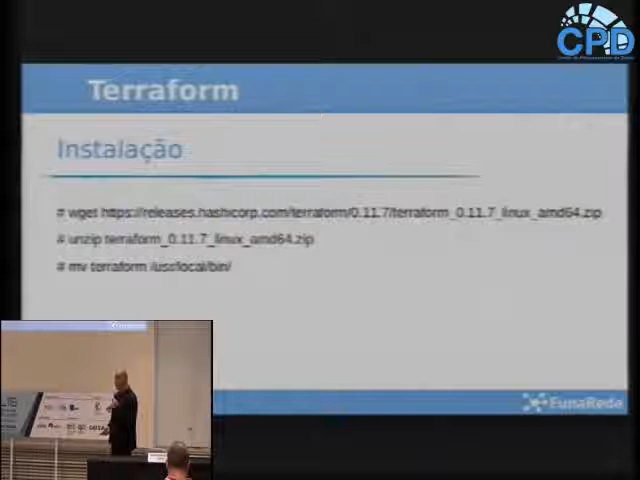 CPD
Terraform
Instalação
# wget https://releases.hashicorp.com/terraform/0.11.7/terraform_0.11.7_linux_amd64.zip
# unzip terraform_0.11.7_linux_amd64.zip
# mv terraform /usr/local/bin/
FunaRede